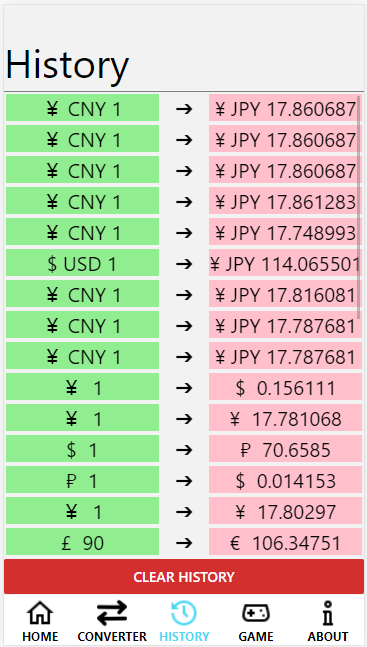 History
¥ CNY 1 ➔ ¥ JPY 17.860687
¥ CNY 1 ➔ ¥ JPY 17.860687
¥ CNY 1 ➔ ¥ JPY 17.860687
¥ CNY 1 ➔ ¥ JPY 17.861283
¥ CNY 1 ➔ ¥ JPY 17.748993
$ USD 1 ➔ ¥ JPY 114.065501
¥ CNY 1 ➔ ¥ JPY 17.816081
¥ CNY 1 ➔ ¥ JPY 17.787681
¥ CNY 1 ➔ ¥ JPY 17.787681
¥ 1 ➔ $ 0.156111
¥ 1 ➔ ¥ 17.781068
$ 1 ➔ ₽ 70.6585
₽ 1 ➔ $ 0.014153
¥ 1 ➔ ¥ 17.80297
£ 90 ➔ € 106.34751
CLEAR HISTORY
HOME CONVERTER HISTORY GAME ABOUT